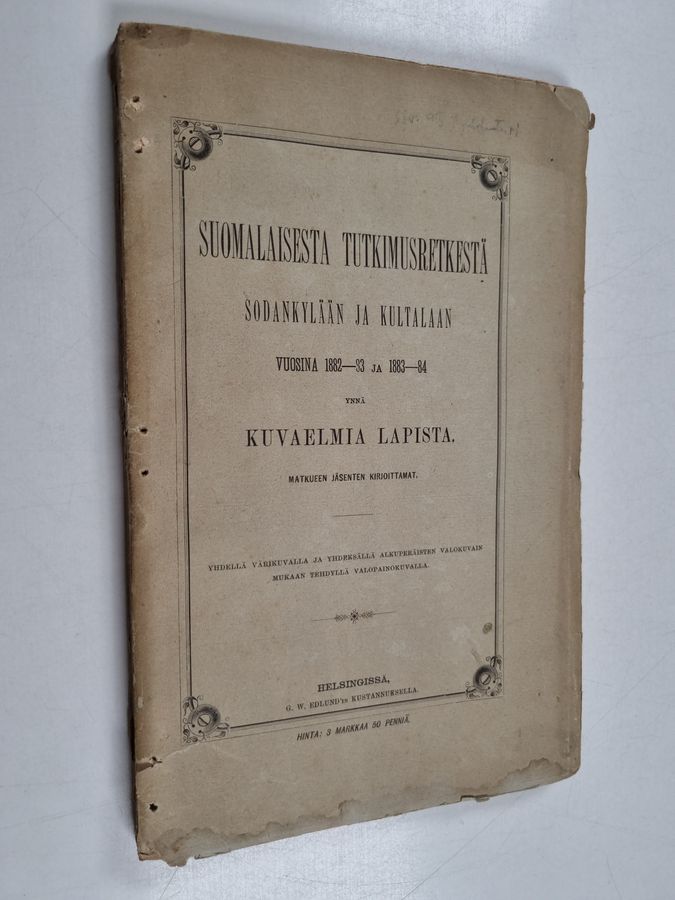 SUOMALAISESTA TUTKIMUSRETKESTÄ
SODANKYLÄÄN JA KULTALAAN
VUOSINA 1882—83 JA 1883—84
YNNÄ
KUVAELMIA LAPISTA.
MATKUEEN JÄSENTEN KIRJOITTAMAT.
YHDELLÄ VÄRIKUVALLA JA YHDEKSÄLLÄ ALKUPERÄISTEN VALOKUVAIN
MUKAAN TEHDYLLÄ VALOPAINOKUVALLA.
HELSINGISSÄ,
G. W. EDLUND'IN KUSTANNUKSELLA.
HINTA: 3 MARKKAA 50 PENNIÄ.